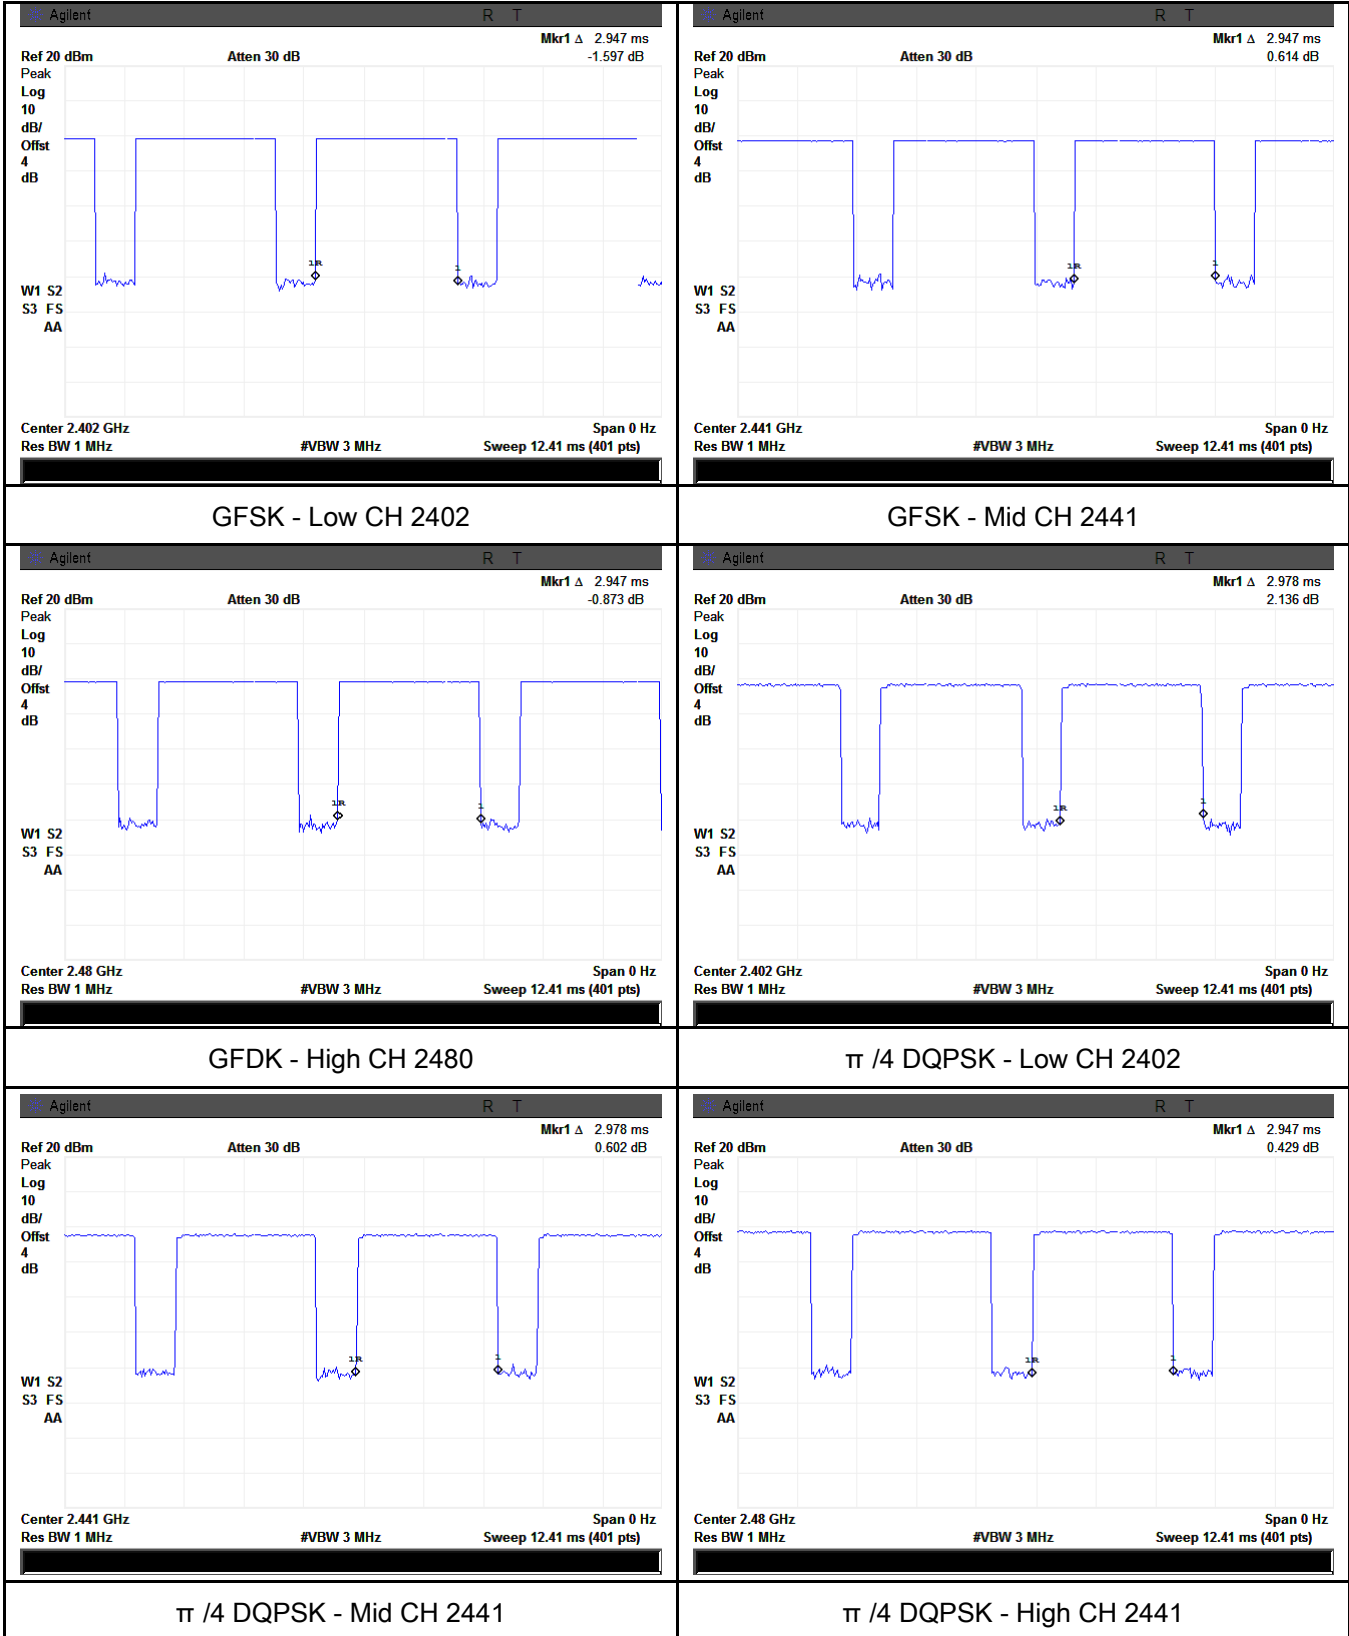 Agilent R T
Mkr1 Δ 2.947 ms
Ref 20 dBm Atten 30 dB -1.597 dB
Peak
Log
10
dB/
Offst
4
dB
1R
1
W1 S2
S3 FS
AA
Center 2.402 GHz Span 0 Hz
Res BW 1 MHz #VBW 3 MHz Sweep 12.41 ms (401 pts)
GFSK - Low CH 2402
Agilent R T
Mkr1 Δ 2.947 ms
Ref 20 dBm Atten 30 dB 0.614 dB
Peak
Log
10
dB/
Offst
4
dB
1R
1
W1 S2
S3 FS
AA
Center 2.441 GHz Span 0 Hz
Res BW 1 MHz #VBW 3 MHz Sweep 12.41 ms (401 pts)
GFSK - Mid CH 2441
Agilent R T
Mkr1 Δ 2.947 ms
Ref 20 dBm Atten 30 dB -0.873 dB
Peak
Log
10
dB/
Offst
4
dB
1R
1
W1 S2
S3 FS
AA
Center 2.48 GHz Span 0 Hz
Res BW 1 MHz #VBW 3 MHz Sweep 12.41 ms (401 pts)
GFDK - High CH 2480
Agilent R T
Mkr1 Δ 2.978 ms
Ref 20 dBm Atten 30 dB 2.136 dB
Peak
Log
10
dB/
Offst
4
dB
1R
1
W1 S2
S3 FS
AA
Center 2.402 GHz Span 0 Hz
Res BW 1 MHz #VBW 3 MHz Sweep 12.41 ms (401 pts)
π /4 DQPSK - Low CH 2402
Agilent R T
Mkr1 Δ 2.978 ms
Ref 20 dBm Atten 30 dB 0.602 dB
Peak
Log
10
dB/
Offst
4
dB
1R
1
W1 S2
S3 FS
AA
Center 2.441 GHz Span 0 Hz
Res BW 1 MHz #VBW 3 MHz Sweep 12.41 ms (401 pts)
π /4 DQPSK - Mid CH 2441
Agilent R T
Mkr1 Δ 2.947 ms
Ref 20 dBm Atten 30 dB 0.429 dB
Peak
Log
10
dB/
Offst
4
dB
1R
1
W1 S2
S3 FS
AA
Center 2.48 GHz Span 0 Hz
Res BW 1 MHz #VBW 3 MHz Sweep 12.41 ms (401 pts)
π /4 DQPSK - High CH 2441